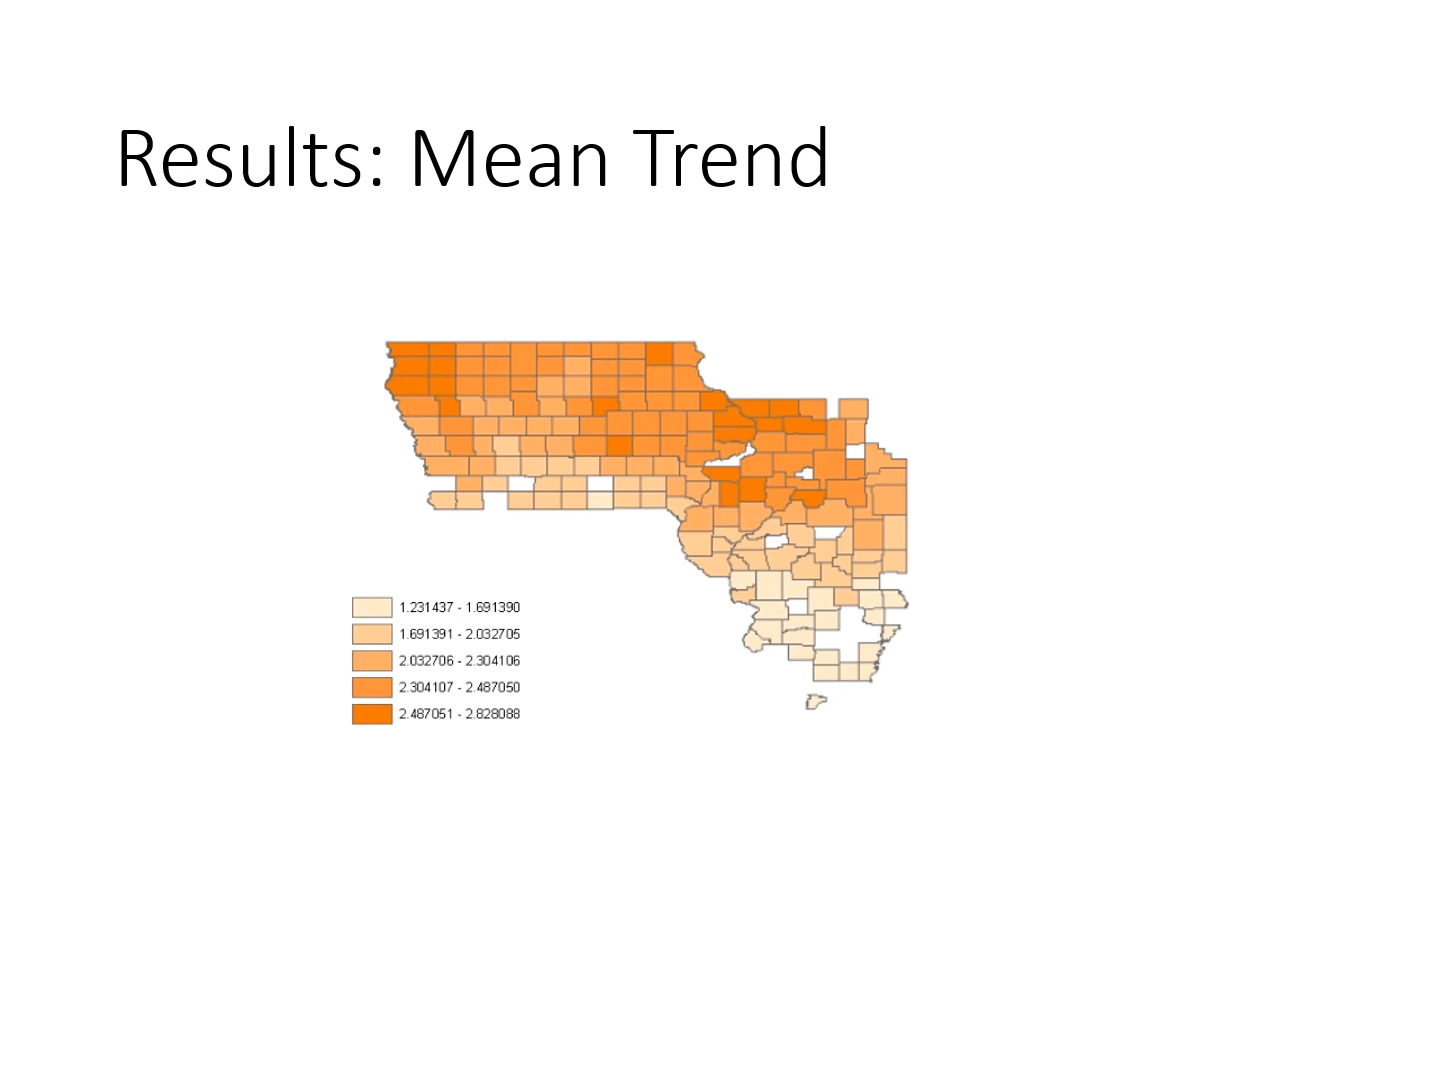 Results: Mean Trend
1.231437 - 1.691390
1.691391 - 2.032705
2.032706 - 2.304106
2.304107 - 2.487050
2.487051 - 2.828088